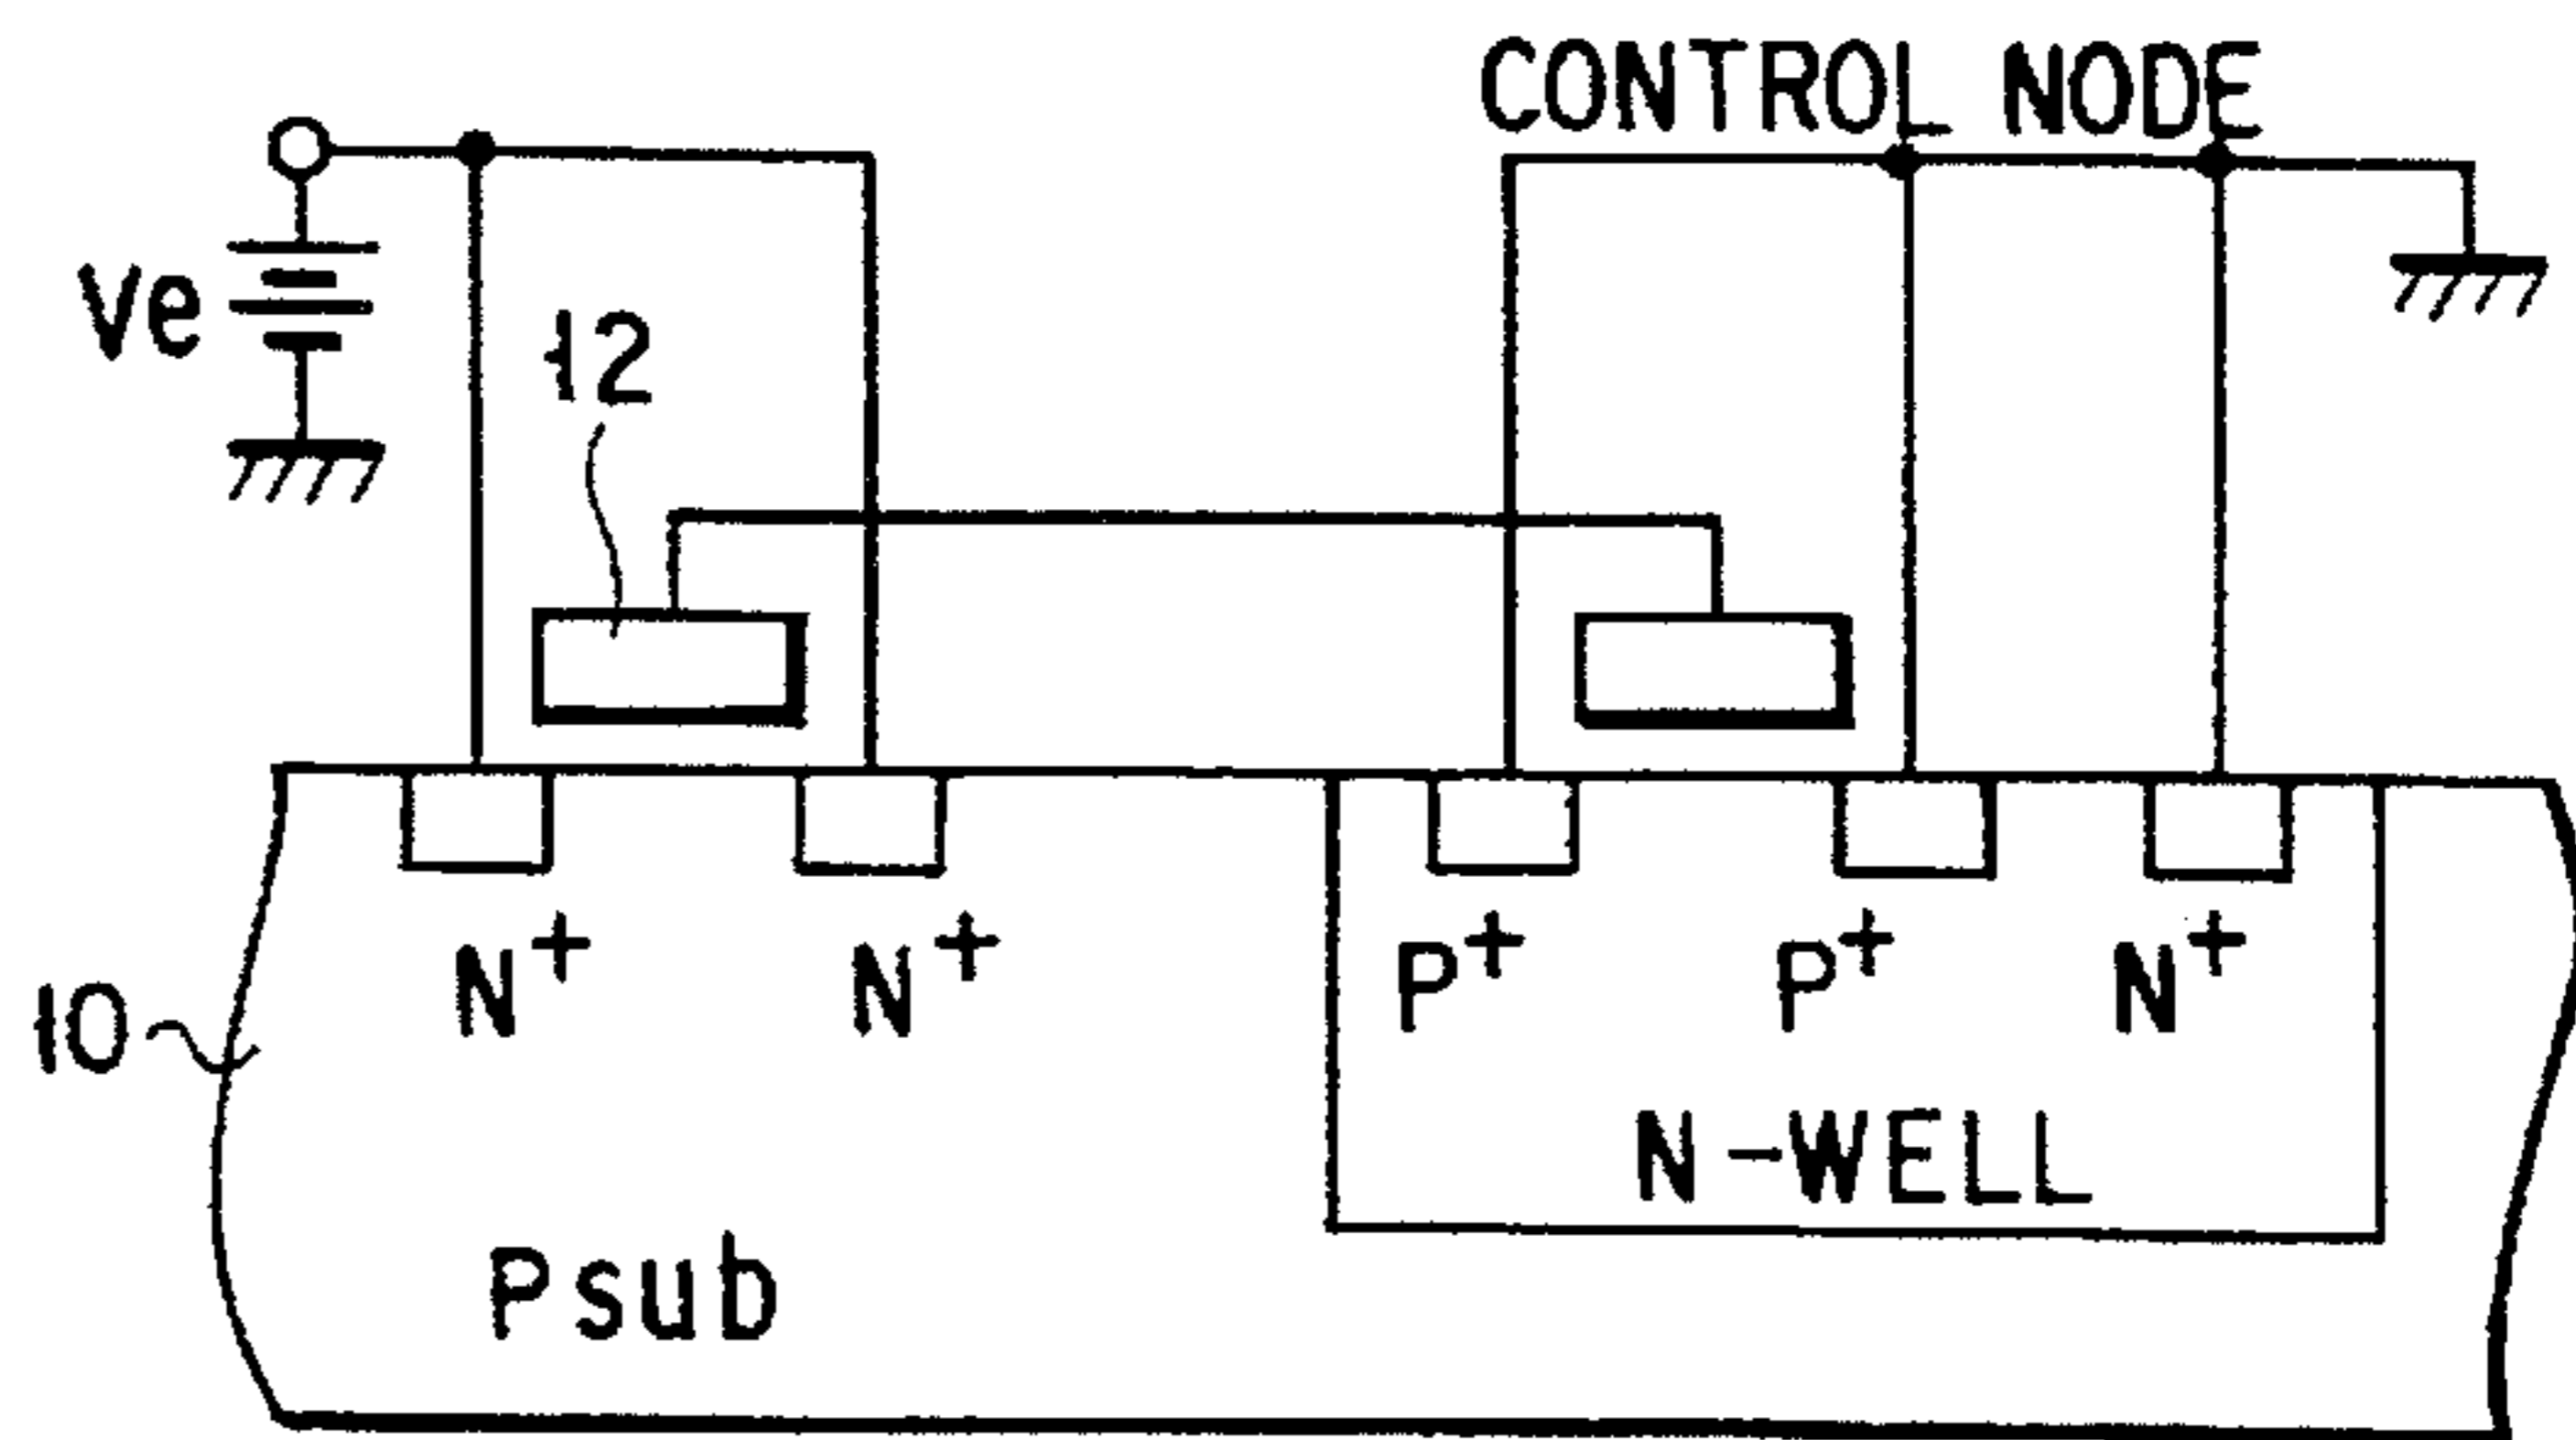 CONTROL NODE
Ve
12
N+
N+
P+
P+
N+
10
N-WELL
Psub